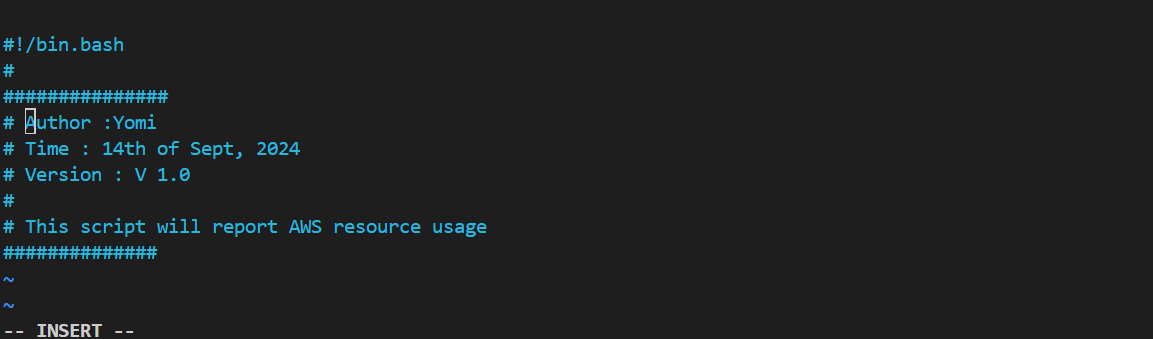 #!/bin.bash
#
###############
# Author :Yomi
# Time : 14th of Sept, 2024
# Version : V 1.0
#
# This script will report AWS resource usage
##############
~
~
-- INSERT --